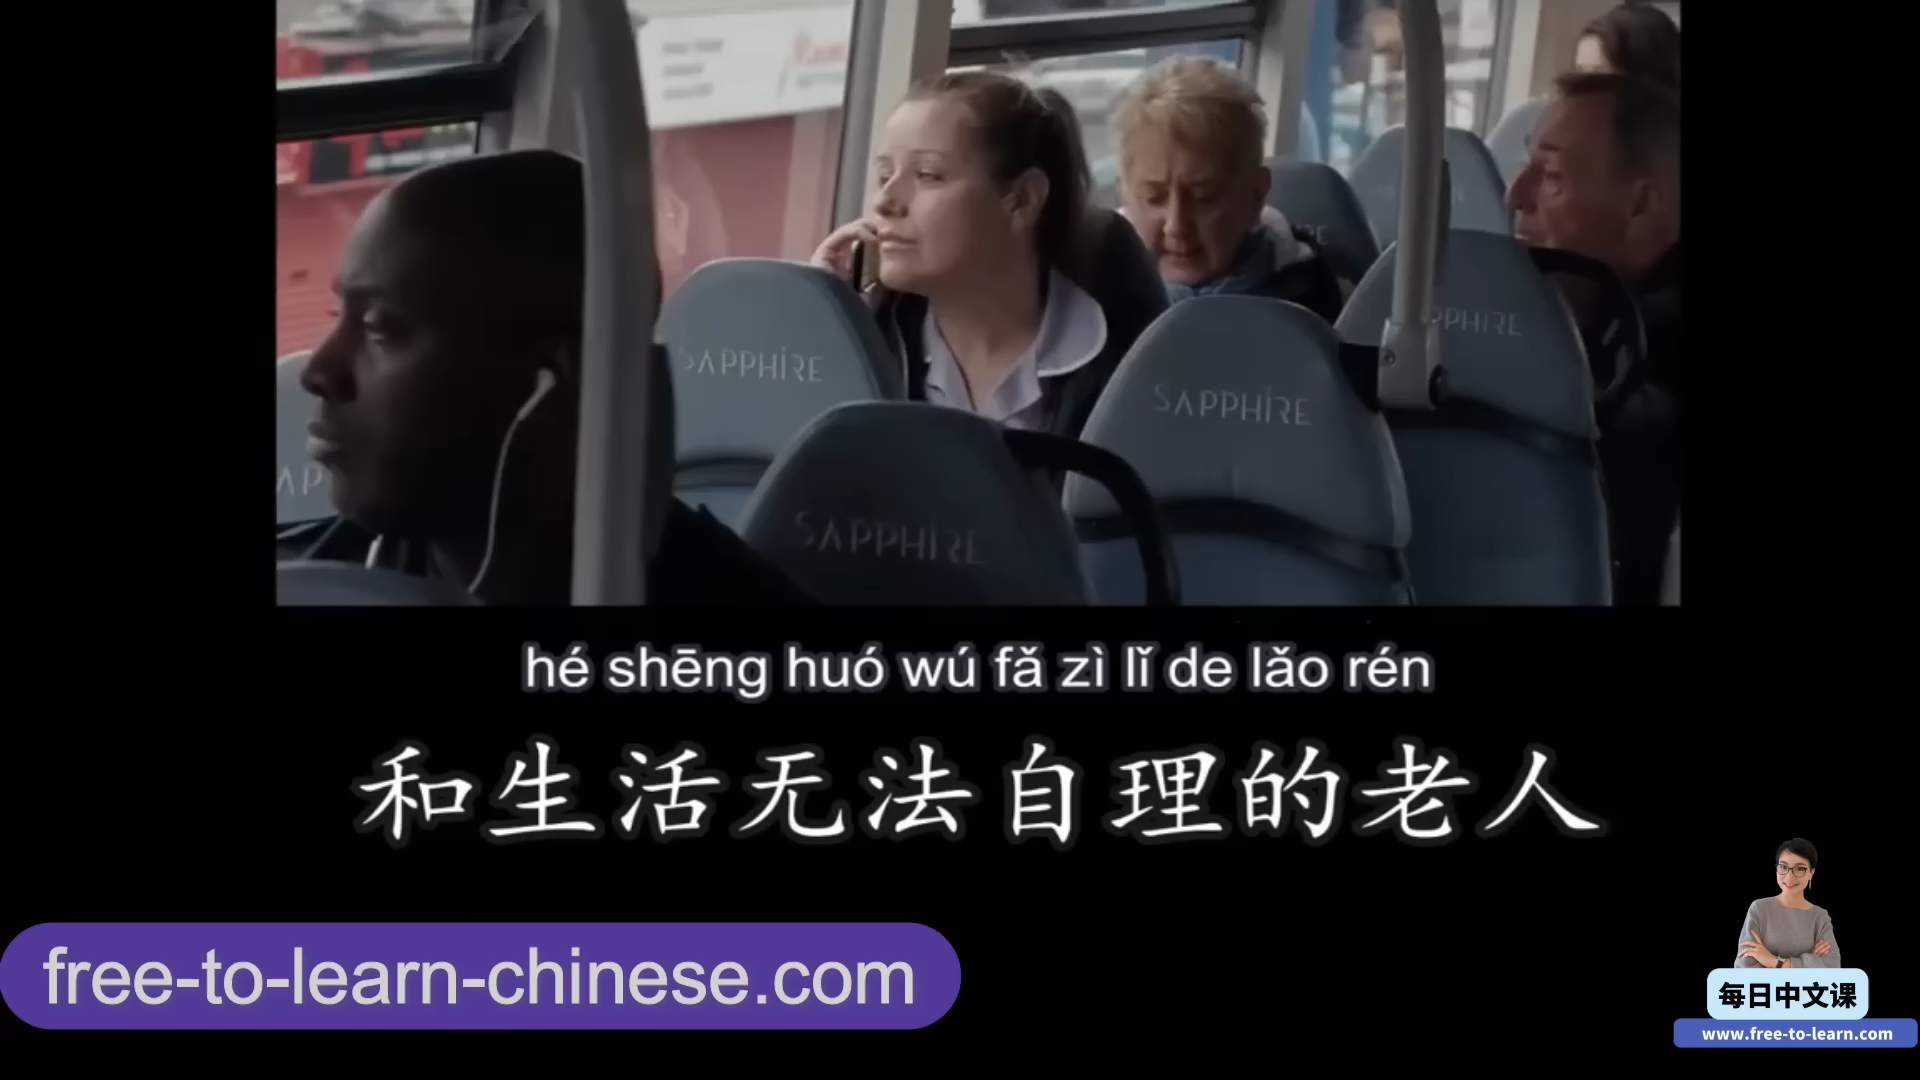 SAPPHIRE
SAPPHIRE
PPHIRE
SAPPHIRE
AP
hé shēng huó wú fǎ zì lǐ de lǎo rén
和生活无法自理的老人
free-to-learn-chinese.com
每日中文课
www.free-to-learn.com